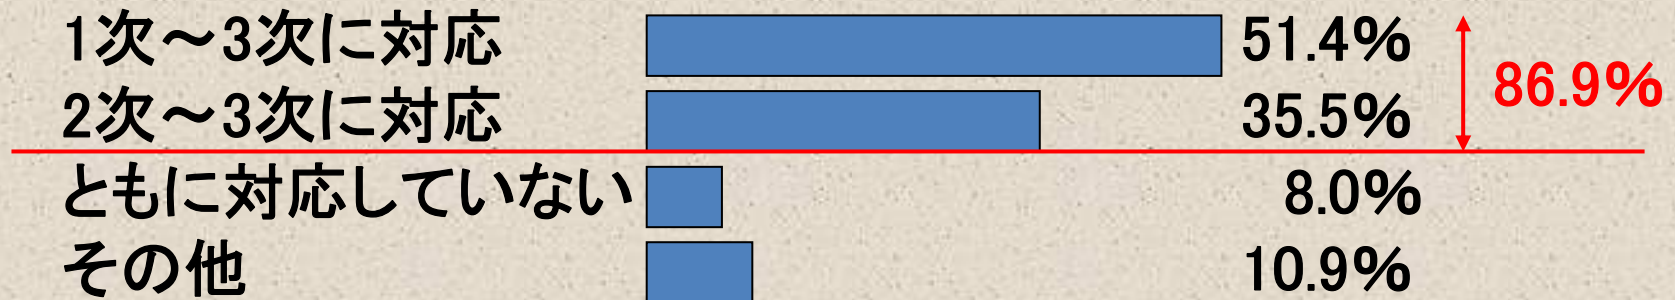 1次～3次に対応 51.4%
86.9%
2次～3次に対応 35.5%
ともに対応していない 8.0%
その他 10.9%